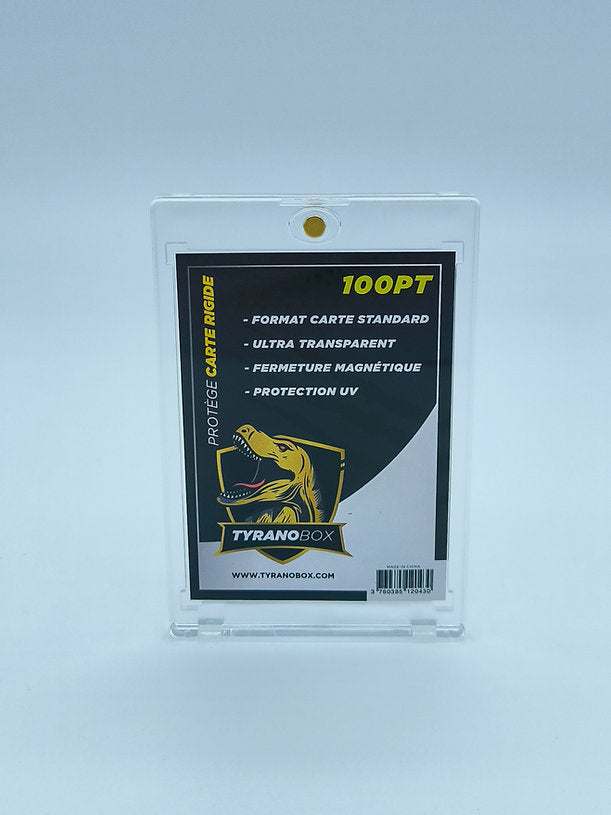 100PT
PROTÈGE CARTE RIGIDE
- FORMAT CARTE STANDARD
- ULTRA TRANSPARENT
- FERMETURE MAGNÉTIQUE
- PROTECTION UV
TYRANOBOX
WWW.TYRANOBOX.COM
MADE IN CHINA
3 760385 120430